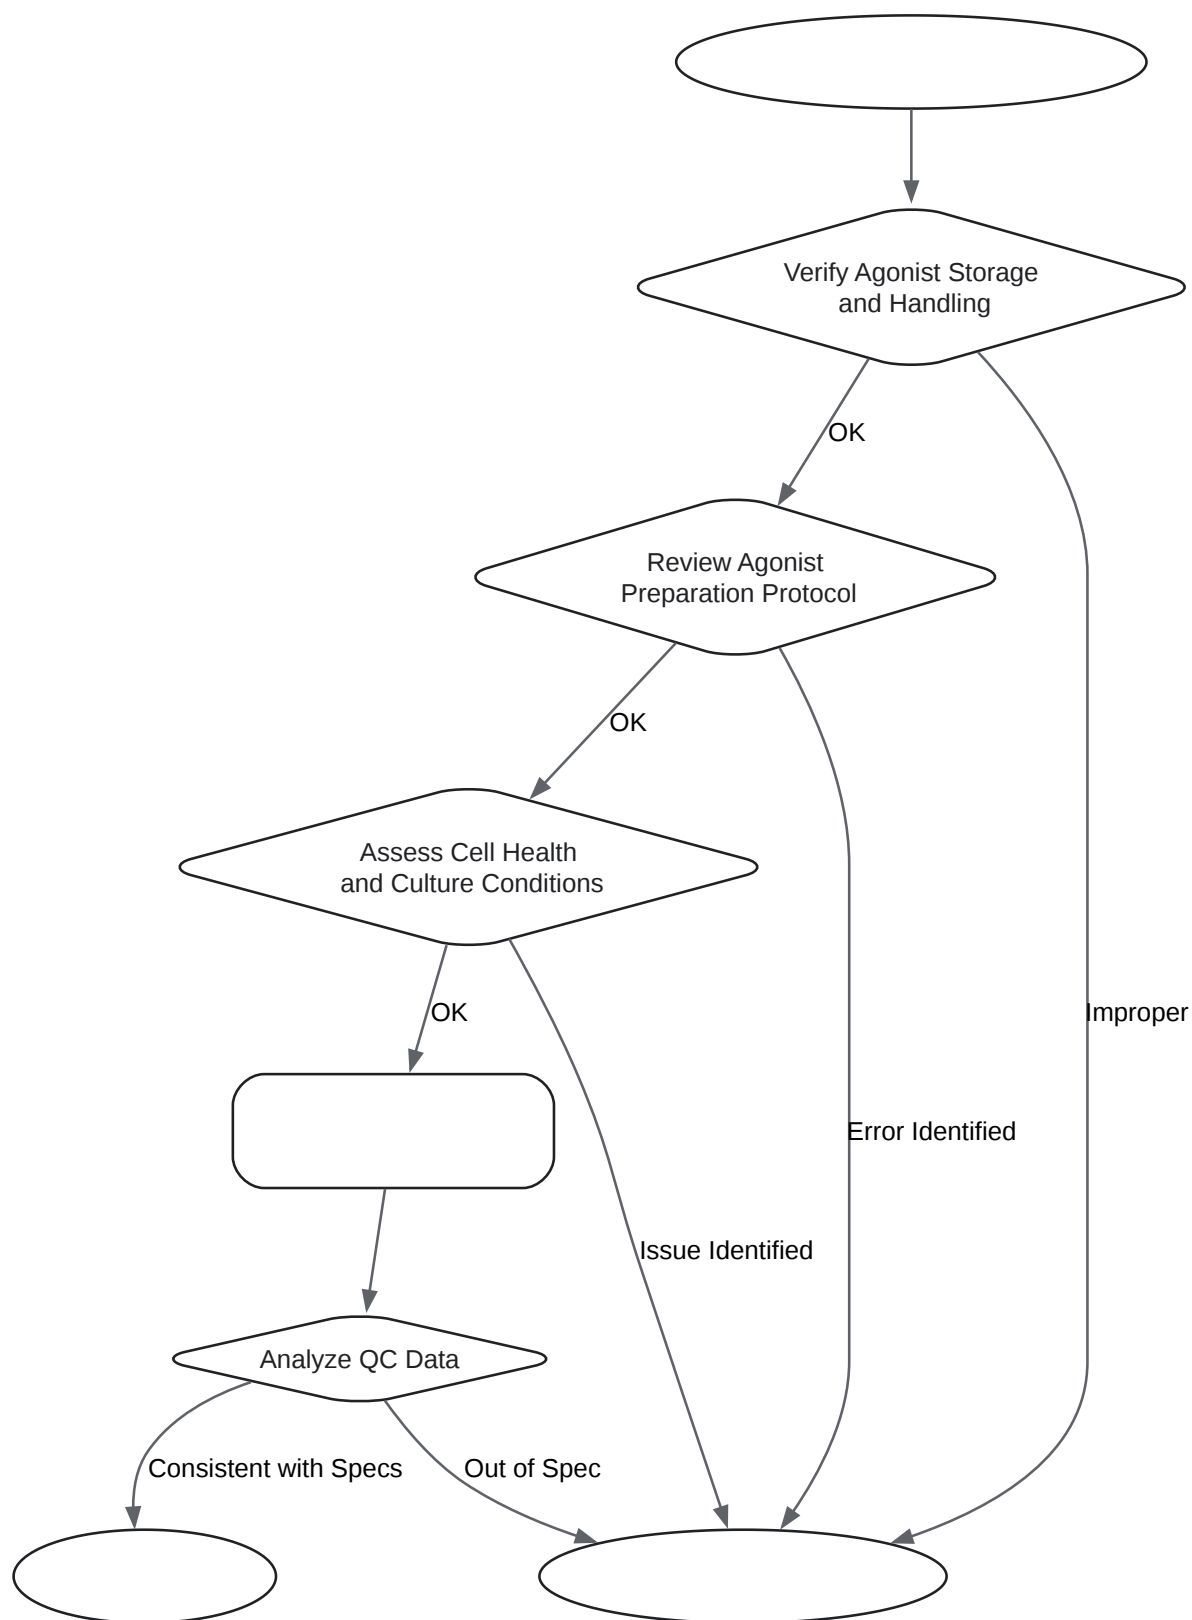 Verify Agonist Storage
and Handling
OK
Review Agonist
Preparation Protocol
OK
Assess Cell Health
and Culture Conditions
OK
Improper
Error Identified
Issue Identified
Analyze QC Data
Consistent with Specs
Out of Spec